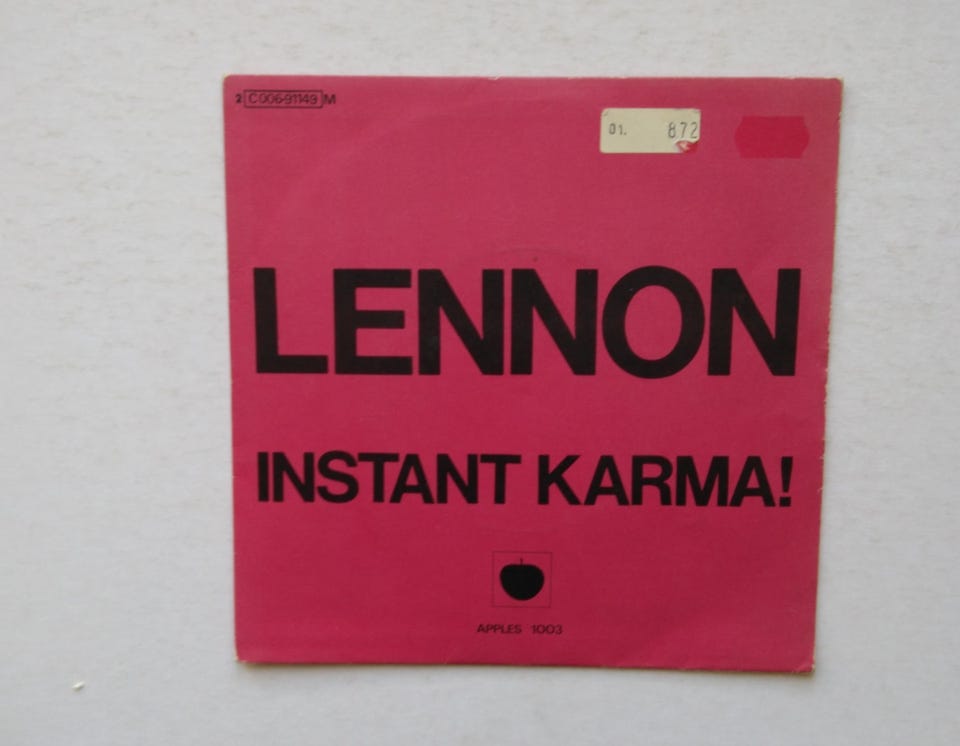 2 C006-91149 M
01. 872
LENNON
INSTANT KARMA!
APPLES 1003